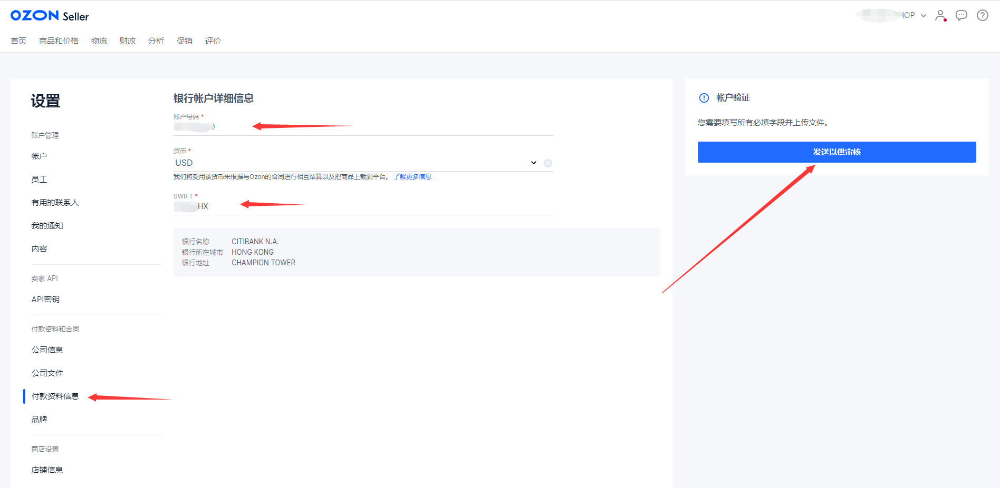 OZON Seller
HOP
首页 商品和价格 物流 财政 分析 促销 评价
设置
账户管理
帐户
员工
有用的联系人
我的通知
内容
卖家 API
API密钥
付款资料和合同
公司信息
公司文件
付款资料信息
品牌
商店设置
店铺信息
银行帐户详细信息
账户号码 *
货币 *
USD
我们将受用该货币来根据与Ozon的合同进行相互结算以及把商品上载到平台。 了解更多信息
SWIFT *
HX
银行名称 CITIBANK N.A.
银行所在城市 HONG KONG
银行地址 CHAMPION TOWER
帐户验证
您需要填写所有必填字段并上传文件。
发送以供审核